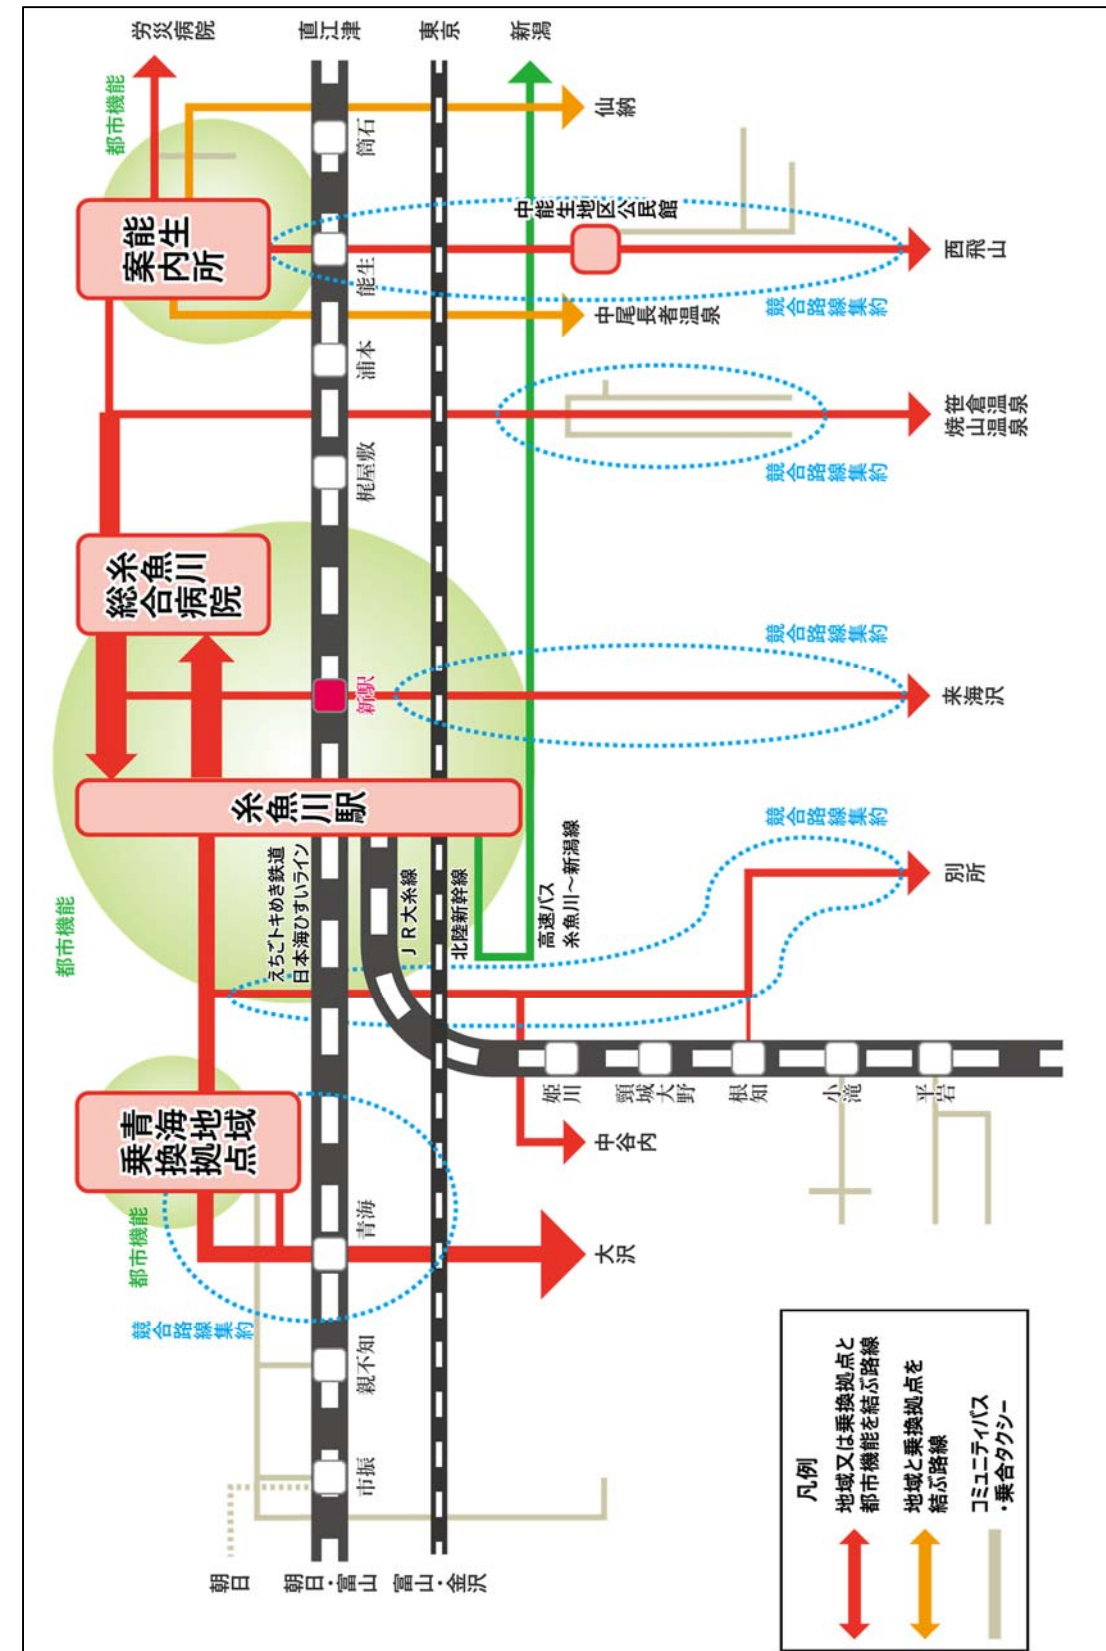 労災病院
直江津
東京
新潟
都市機能
仙納
筒石
能生
案内所
中能生地区公民館
能生
西飛山
競合路線集約
中尾長者温泉
浦本
笹倉温泉
焼山温泉
競合路線集約
梶屋敷
糸魚川
総合病院
競合路線集約
新駅
来海沢
糸魚川駅
競合路線集約
別所
都市機能
えちごトキめき鉄道
日本海ひすいライン
JR大糸線
北陸新幹線
高速バス
糸魚川～新潟線
姫川
頸城大野
根知
小滝
平岩
中谷内
青海地域
乗換拠点
都市機能
青海
大沢
競合路線集約
親不知
市振
朝日
朝日・富山
富山・金沢
凡例
地域又は乗換拠点と
都市機能を結ぶ路線
地域と乗換拠点を
結ぶ路線
コミュニティバス
・乗合タクシー